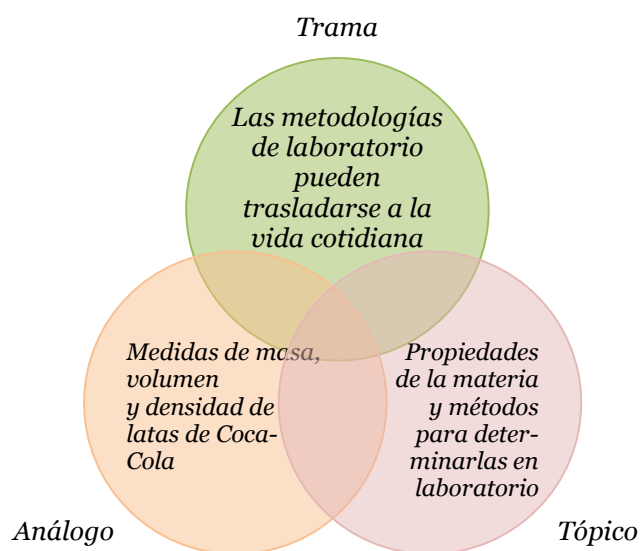 Trama
Las metodologías
de laboratorio
pueden
trasladarse a la
vida cotidiana
Medidas de masa,
volumen
y densidad de
latas de Coca-
Cola
Propiedades
de la materia
y métodos
para deter-
minarlas en
laboratorio
Análogo
Tópico